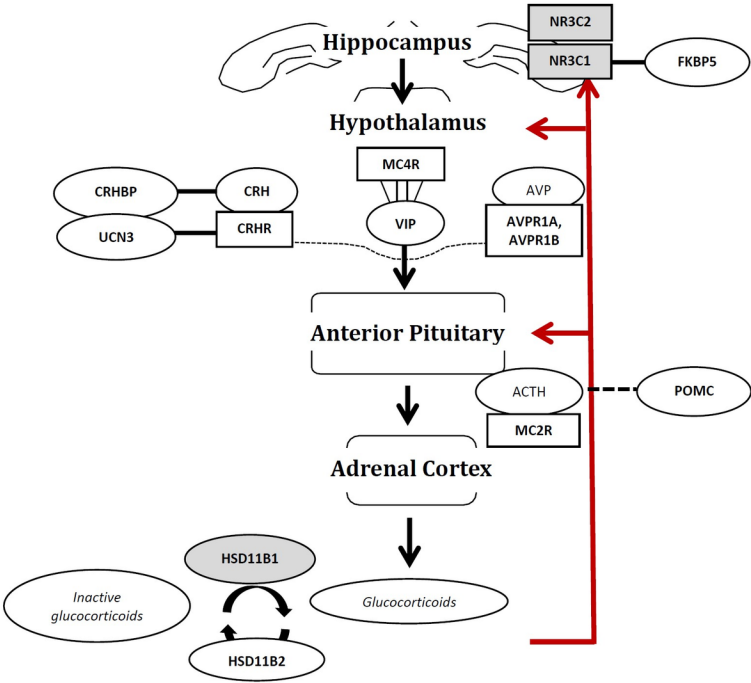 NR3C2
Hippocampus
NR3C1
FKBP5
Hypothalamus
MC4R
CRHBP
CRH
AVP
VIP
UCN3
CRHR
AVPR1A,
AVPR1B
Anterior Pituitary
ACTH
POMC
MC2R
Adrenal Cortex
HSD11B1
Inactive
glucocorticoids
Glucocorticoids
HSD11B2